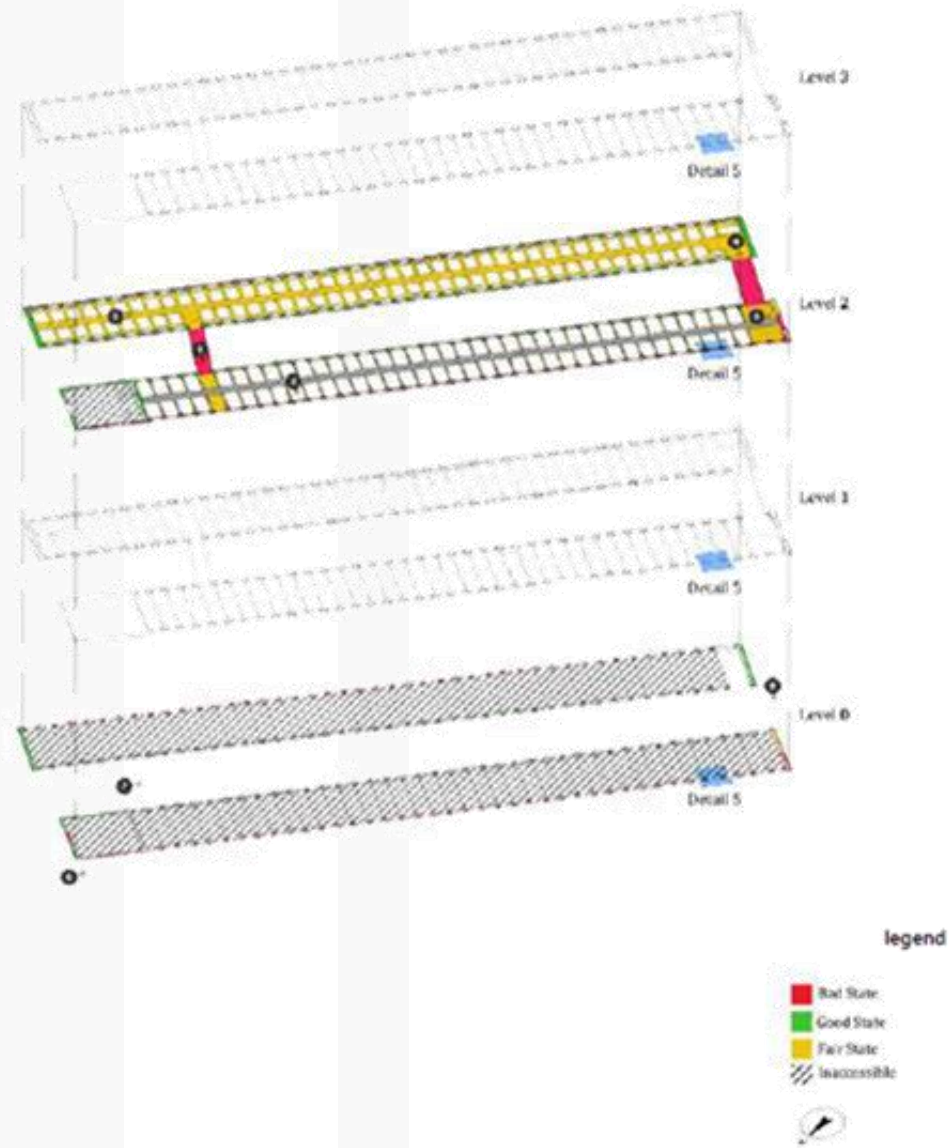 Level 3
Detail 5
Level 2
Detail 5
Level 1
Detail 5
Level 0
Detail 5
legend
Bad State
Good State
Fair State
Inaccessible